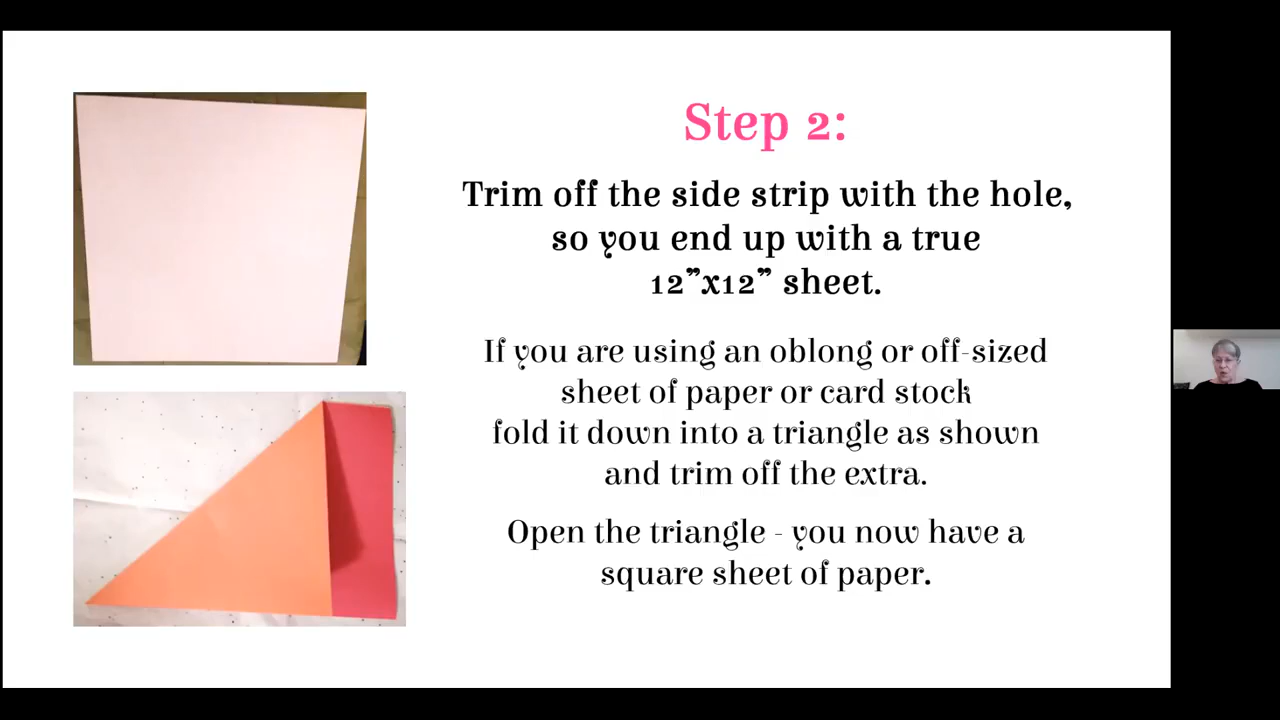 Step 2:
Trim off the side strip with the hole,
so you end up with a true
12”x12” sheet.
If you are using an oblong or off-sized
sheet of paper or card stock
fold it down into a triangle as shown
and trim off the extra.
Open the triangle - you now have a
square sheet of paper.